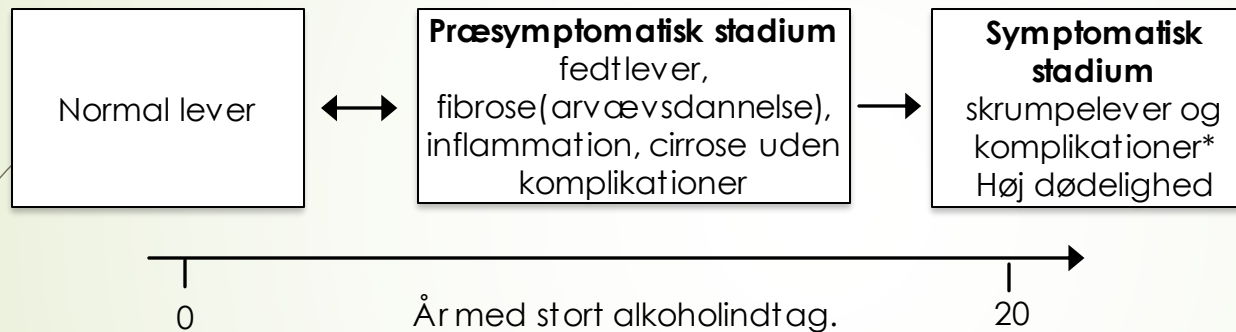 Normal lever
Præsymptomatisk stadium
fedtlever,
fibrose(arvævsdannelse),
inflammation, cirrose uden
komplikationer
Symptomatisk
stadium
skrumpelever og
komplikationer*
Høj dødelighed
0
År med stort alkoholindtag.
20